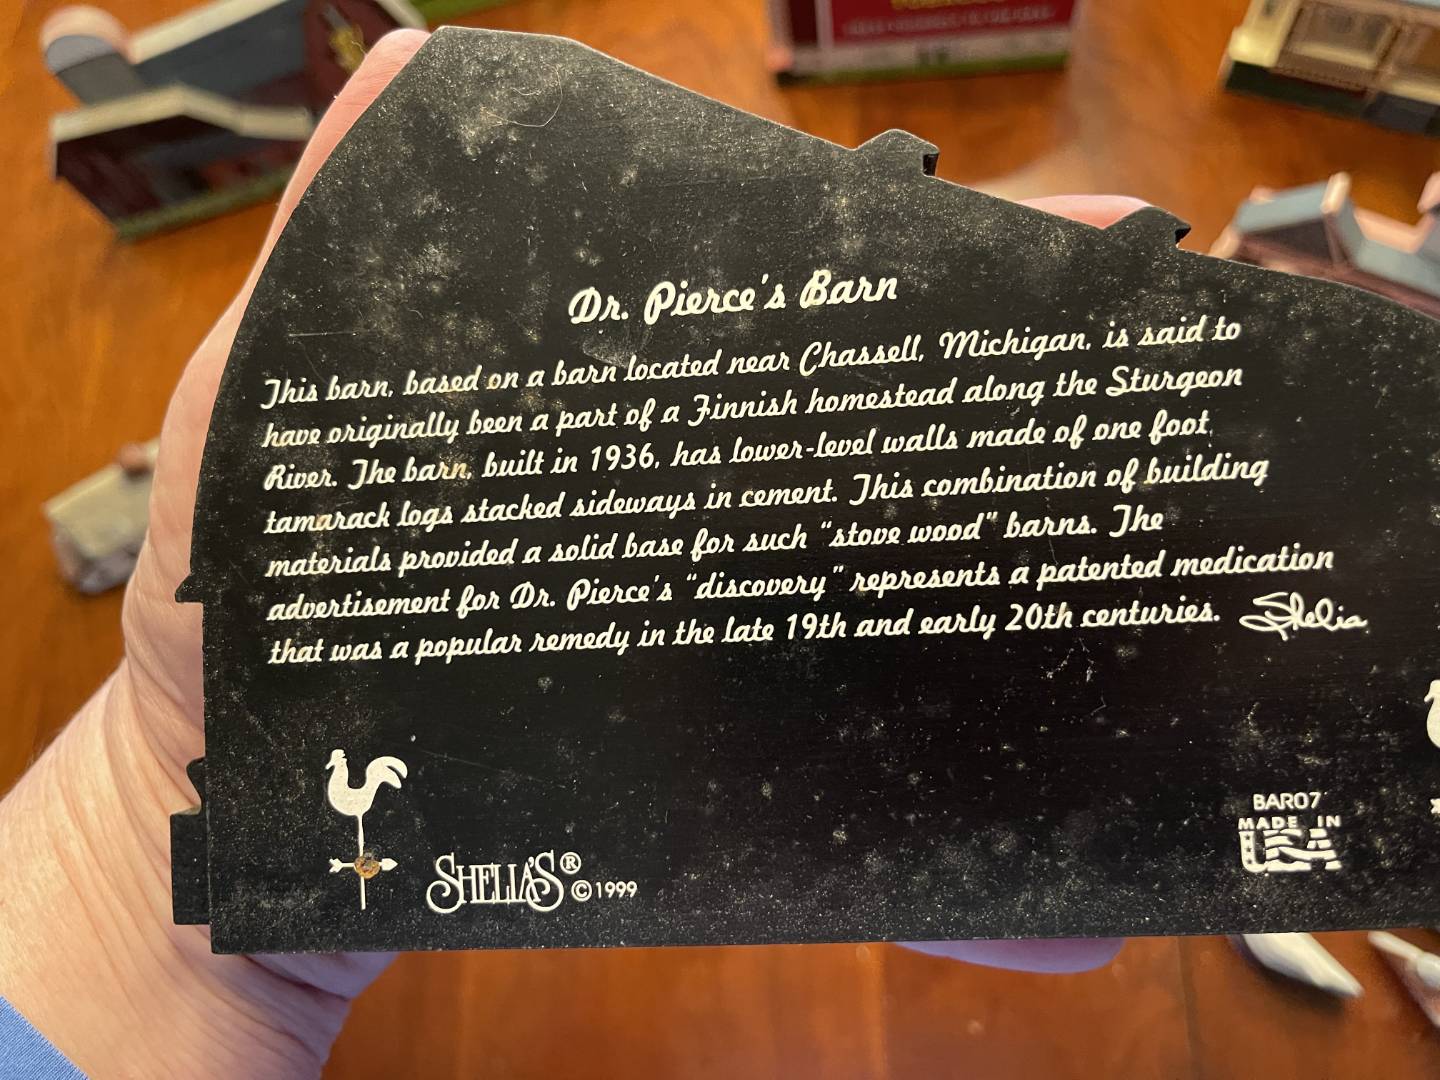 Dr. Pierce's Barn
This barn, based on a barn located near Chassell, Michigan, is said to
have originally been a part of a Finnish homestead along the Sturgeon
River. The barn, built in 1936, has lower-level walls made of one foot
tamarack logs stacked sideways in cement. This combination of building
materials provided a solid base for such "stove wood" barns. The
advertisement for Dr. Pierce's "discovery" represents a patented medication
that was a popular remedy in the late 19th and early 20th centuries. Shelia
SHELIA'S® ©1999
BAR07
MADE IN
USA